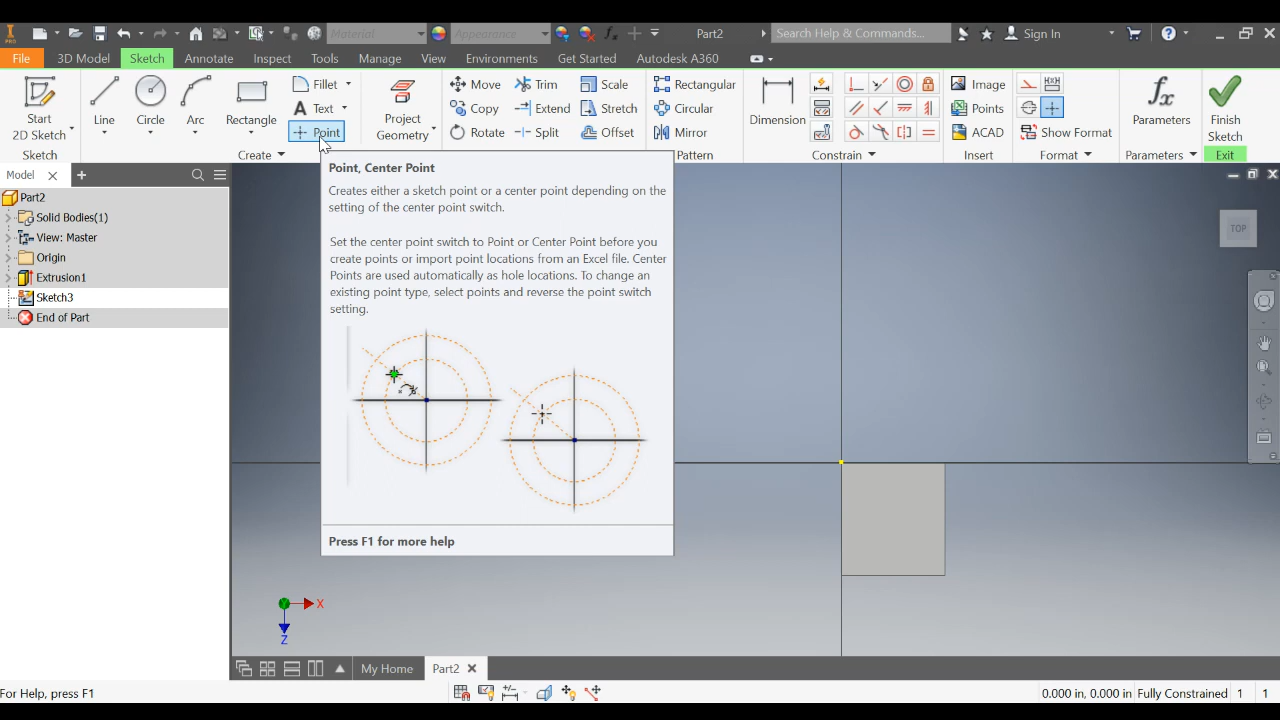 PRO
Material
Appearance
Part2
Search Help & Commands...
Sign In
File
3D Model
Sketch
Annotate
Inspect
Tools
Manage
View
Environments
Get Started
Autodesk A360
Start
2D Sketch
Line
Circle
Arc
Rectangle
Fillet
Text
Point
Project
Geometry
Move
Copy
Rotate
Trim
Extend
Split
Scale
Stretch
Offset
Rectangular
Circular
Mirror
Dimension
Image
Points
ACAD
Show Format
Parameters
Finish
Sketch
Sketch
Create
Pattern
Constrain
Insert
Format
Parameters
Exit
Model
Part2
Solid Bodies(1)
View: Master
Origin
Extrusion1
Sketch3
End of Part
Point, Center Point
Creates either a sketch point or a center point depending on the
setting of the center point switch.
Set the center point switch to Point or Center Point before you
create points or import point locations from an Excel file. Center
Points are used automatically as hole locations. To change an
existing point type, select points and reverse the point switch
setting.
Press F1 for more help
TOP
X
Z
My Home
Part2
For Help, press F1
0.000 in, 0.000 in
Fully Constrained
1
1